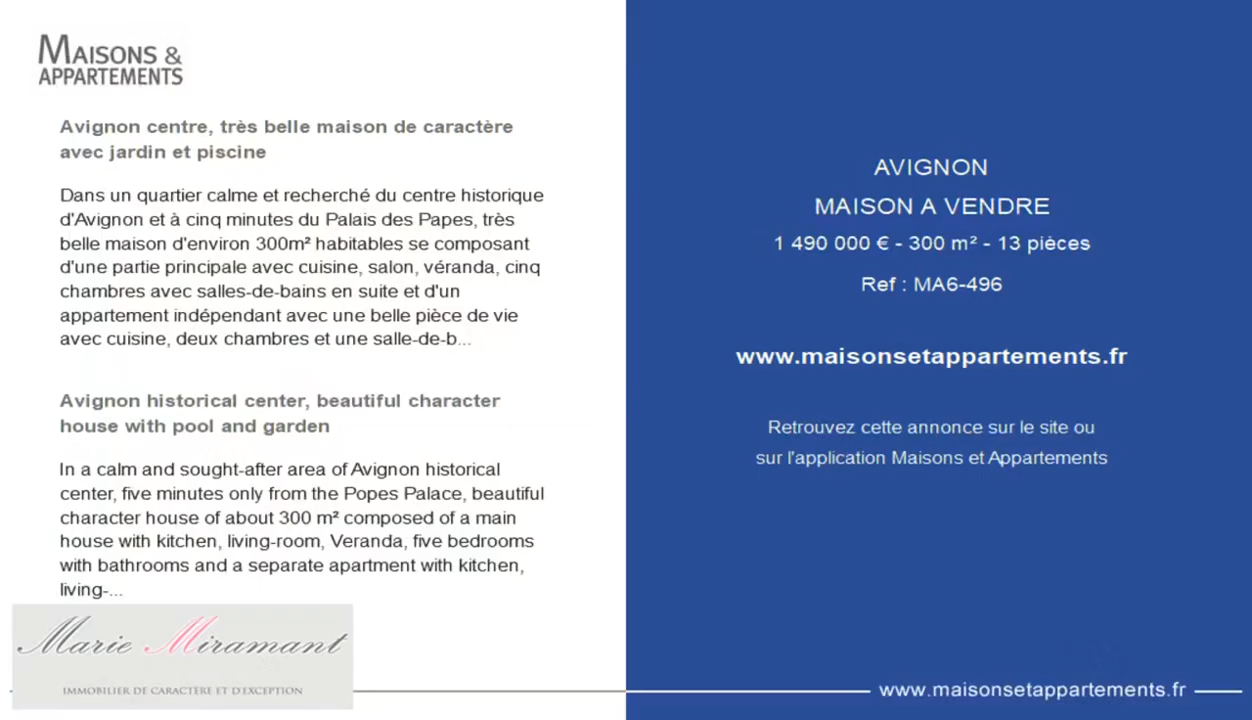 MAISONS &
APPARTEMENTS
Avignon centre, très belle maison de caractère
avec jardin et piscine
Dans un quartier calme et recherché du centre historique
d'Avignon et à cinq minutes du Palais des Papes, très
belle maison d'environ 300m² habitables se composant
d'une partie principale avec cuisine, salon, véranda, cinq
chambres avec salles-de-bains en suite et d'un
appartement indépendant avec une belle pièce de vie
avec cuisine, deux chambres et une salle-de-b...
Avignon historical center, beautiful character
house with pool and garden
In a calm and sought-after area of Avignon historical
center, five minutes only from the Popes Palace, beautiful
character house of about 300 m² composed of a main
house with kitchen, living-room, Veranda, five bedrooms
with bathrooms and a separate apartment with kitchen,
living-...
Marie Miramant
IMMOBILIER DE CARACTÈRE ET D'EXCEPTION
AVIGNON
MAISON A VENDRE
1 490 000 € - 300 m² - 13 pièces
Ref : MA6-496
www.maisonsetappartements.fr
Retrouvez cette annonce sur le site ou
sur l'application Maisons et Appartements
www.maisonsetappartements.fr